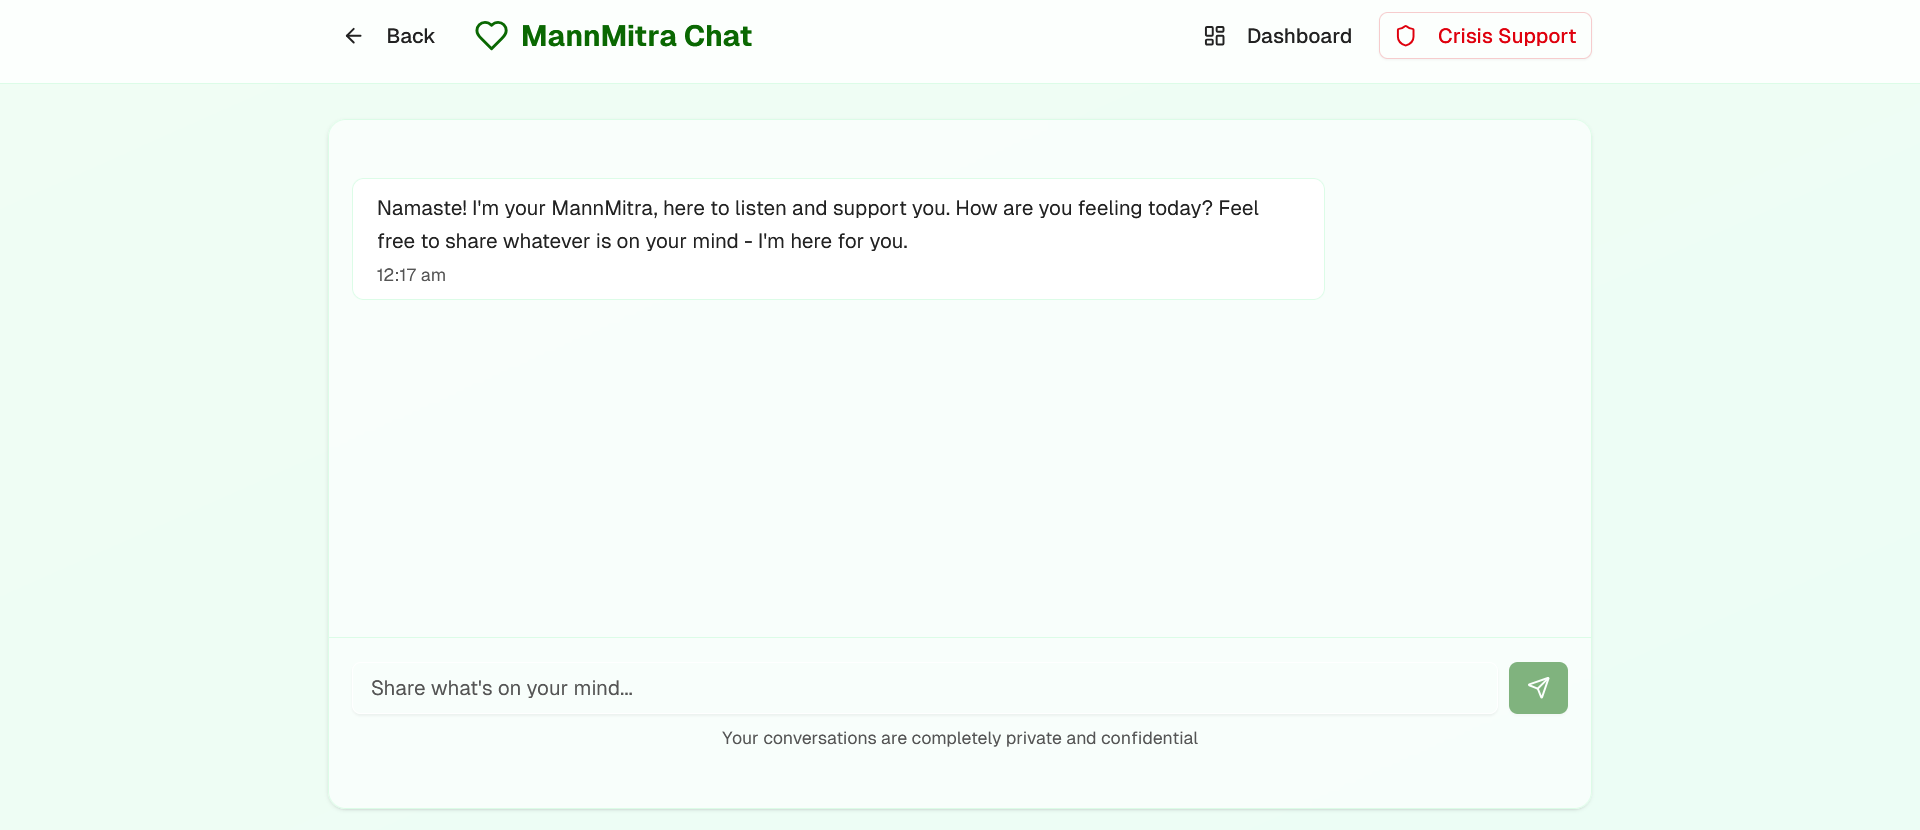 Back
MannMitra Chat
Dashboard
Crisis Support
Namaste! I'm your MannMitra, here to listen and support you. How are you feeling today? Feel
free to share whatever is on your mind - I'm here for you.
12:17 am
Share what's on your mind...
Your conversations are completely private and confidential